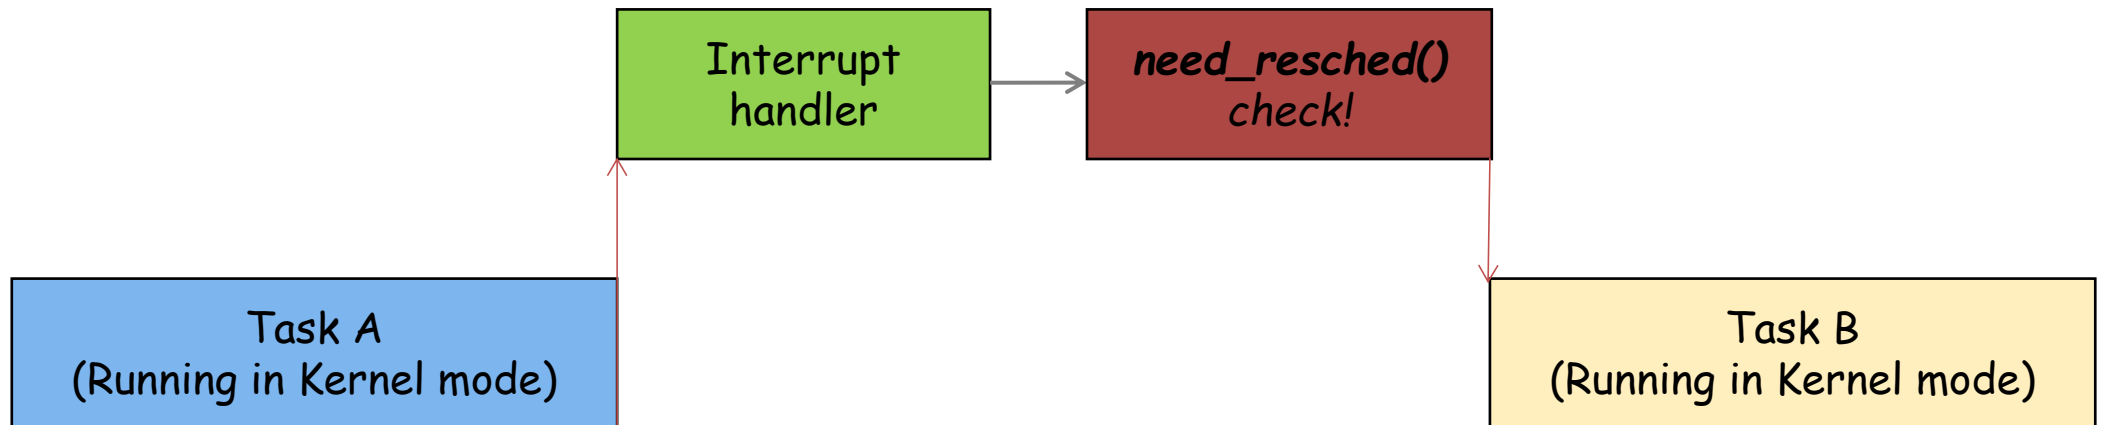 Interrupt
handler
need_resched()
check!
Task A
(Running in Kernel mode)
Task B
(Running in Kernel mode)